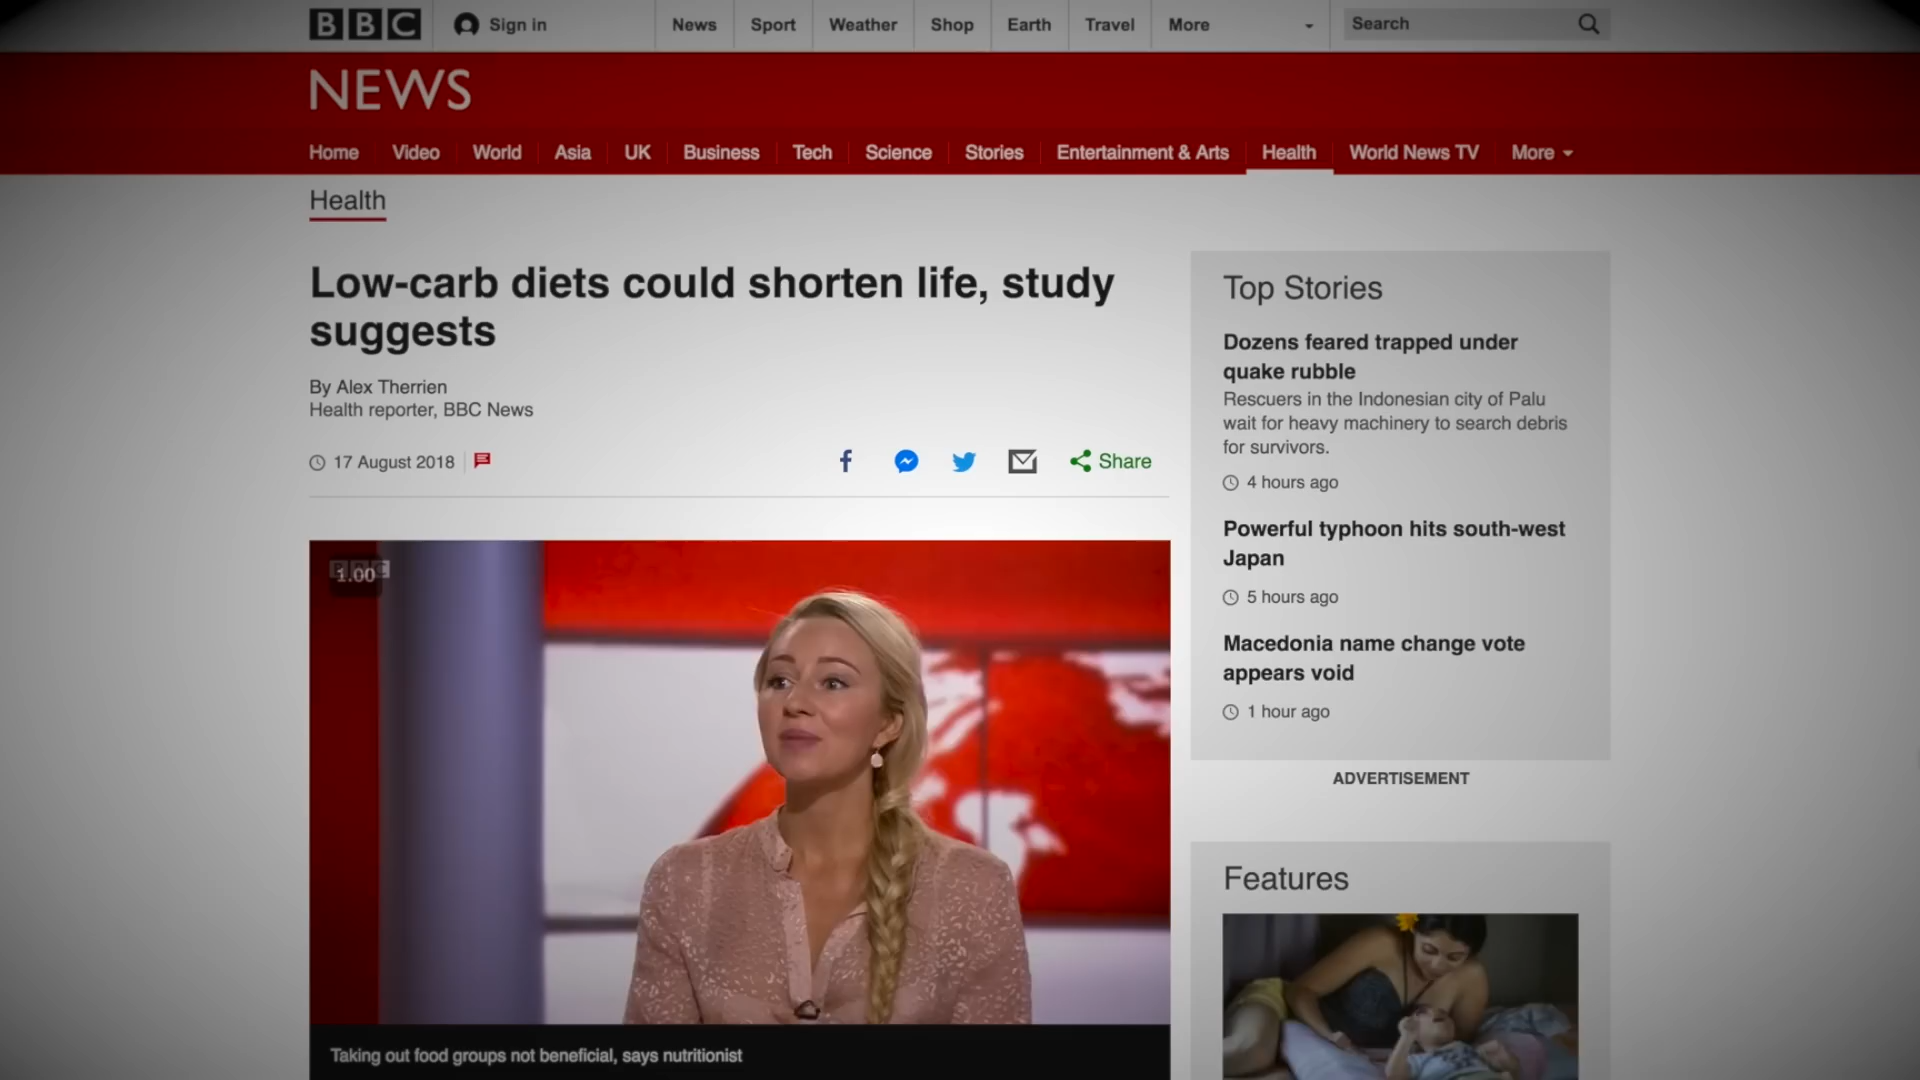 BBC
Sign in
News
Sport
Weather
Shop
Earth
Travel
More
Search
NEWS
Home
Video
World
Asia
UK
Business
Tech
Science
Stories
Entertainment & Arts
Health
World News TV
More
Health
Low-carb diets could shorten life, study
suggests
By Alex Therrien
Health reporter, BBC News
17 August 2018
Share
BBC
1.00
Taking out food groups not beneficial, says nutritionist
Top Stories
Dozens feared trapped under
quake rubble
Rescuers in the Indonesian city of Palu
wait for heavy machinery to search debris
for survivors.
4 hours ago
Powerful typhoon hits south-west
Japan
5 hours ago
Macedonia name change vote
appears void
1 hour ago
ADVERTISEMENT
Features